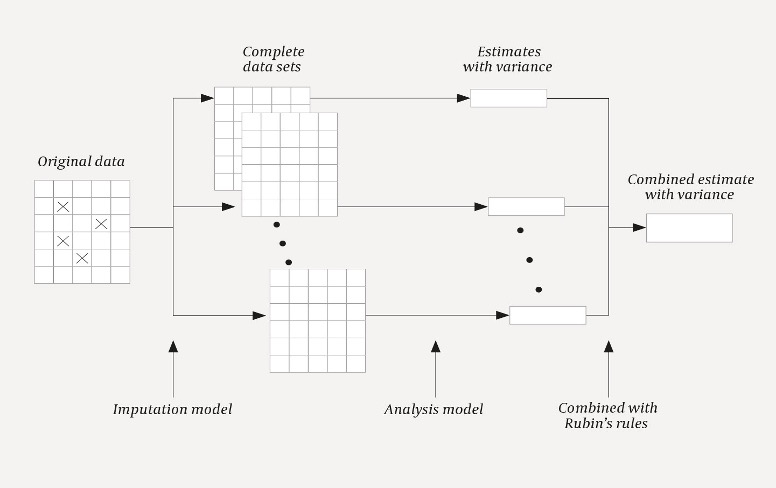 Complete
data sets
Estimates
with variance
Original data
Combined estimate
with variance
Imputation model
Analysis model
Combined with
Rubin’s rules